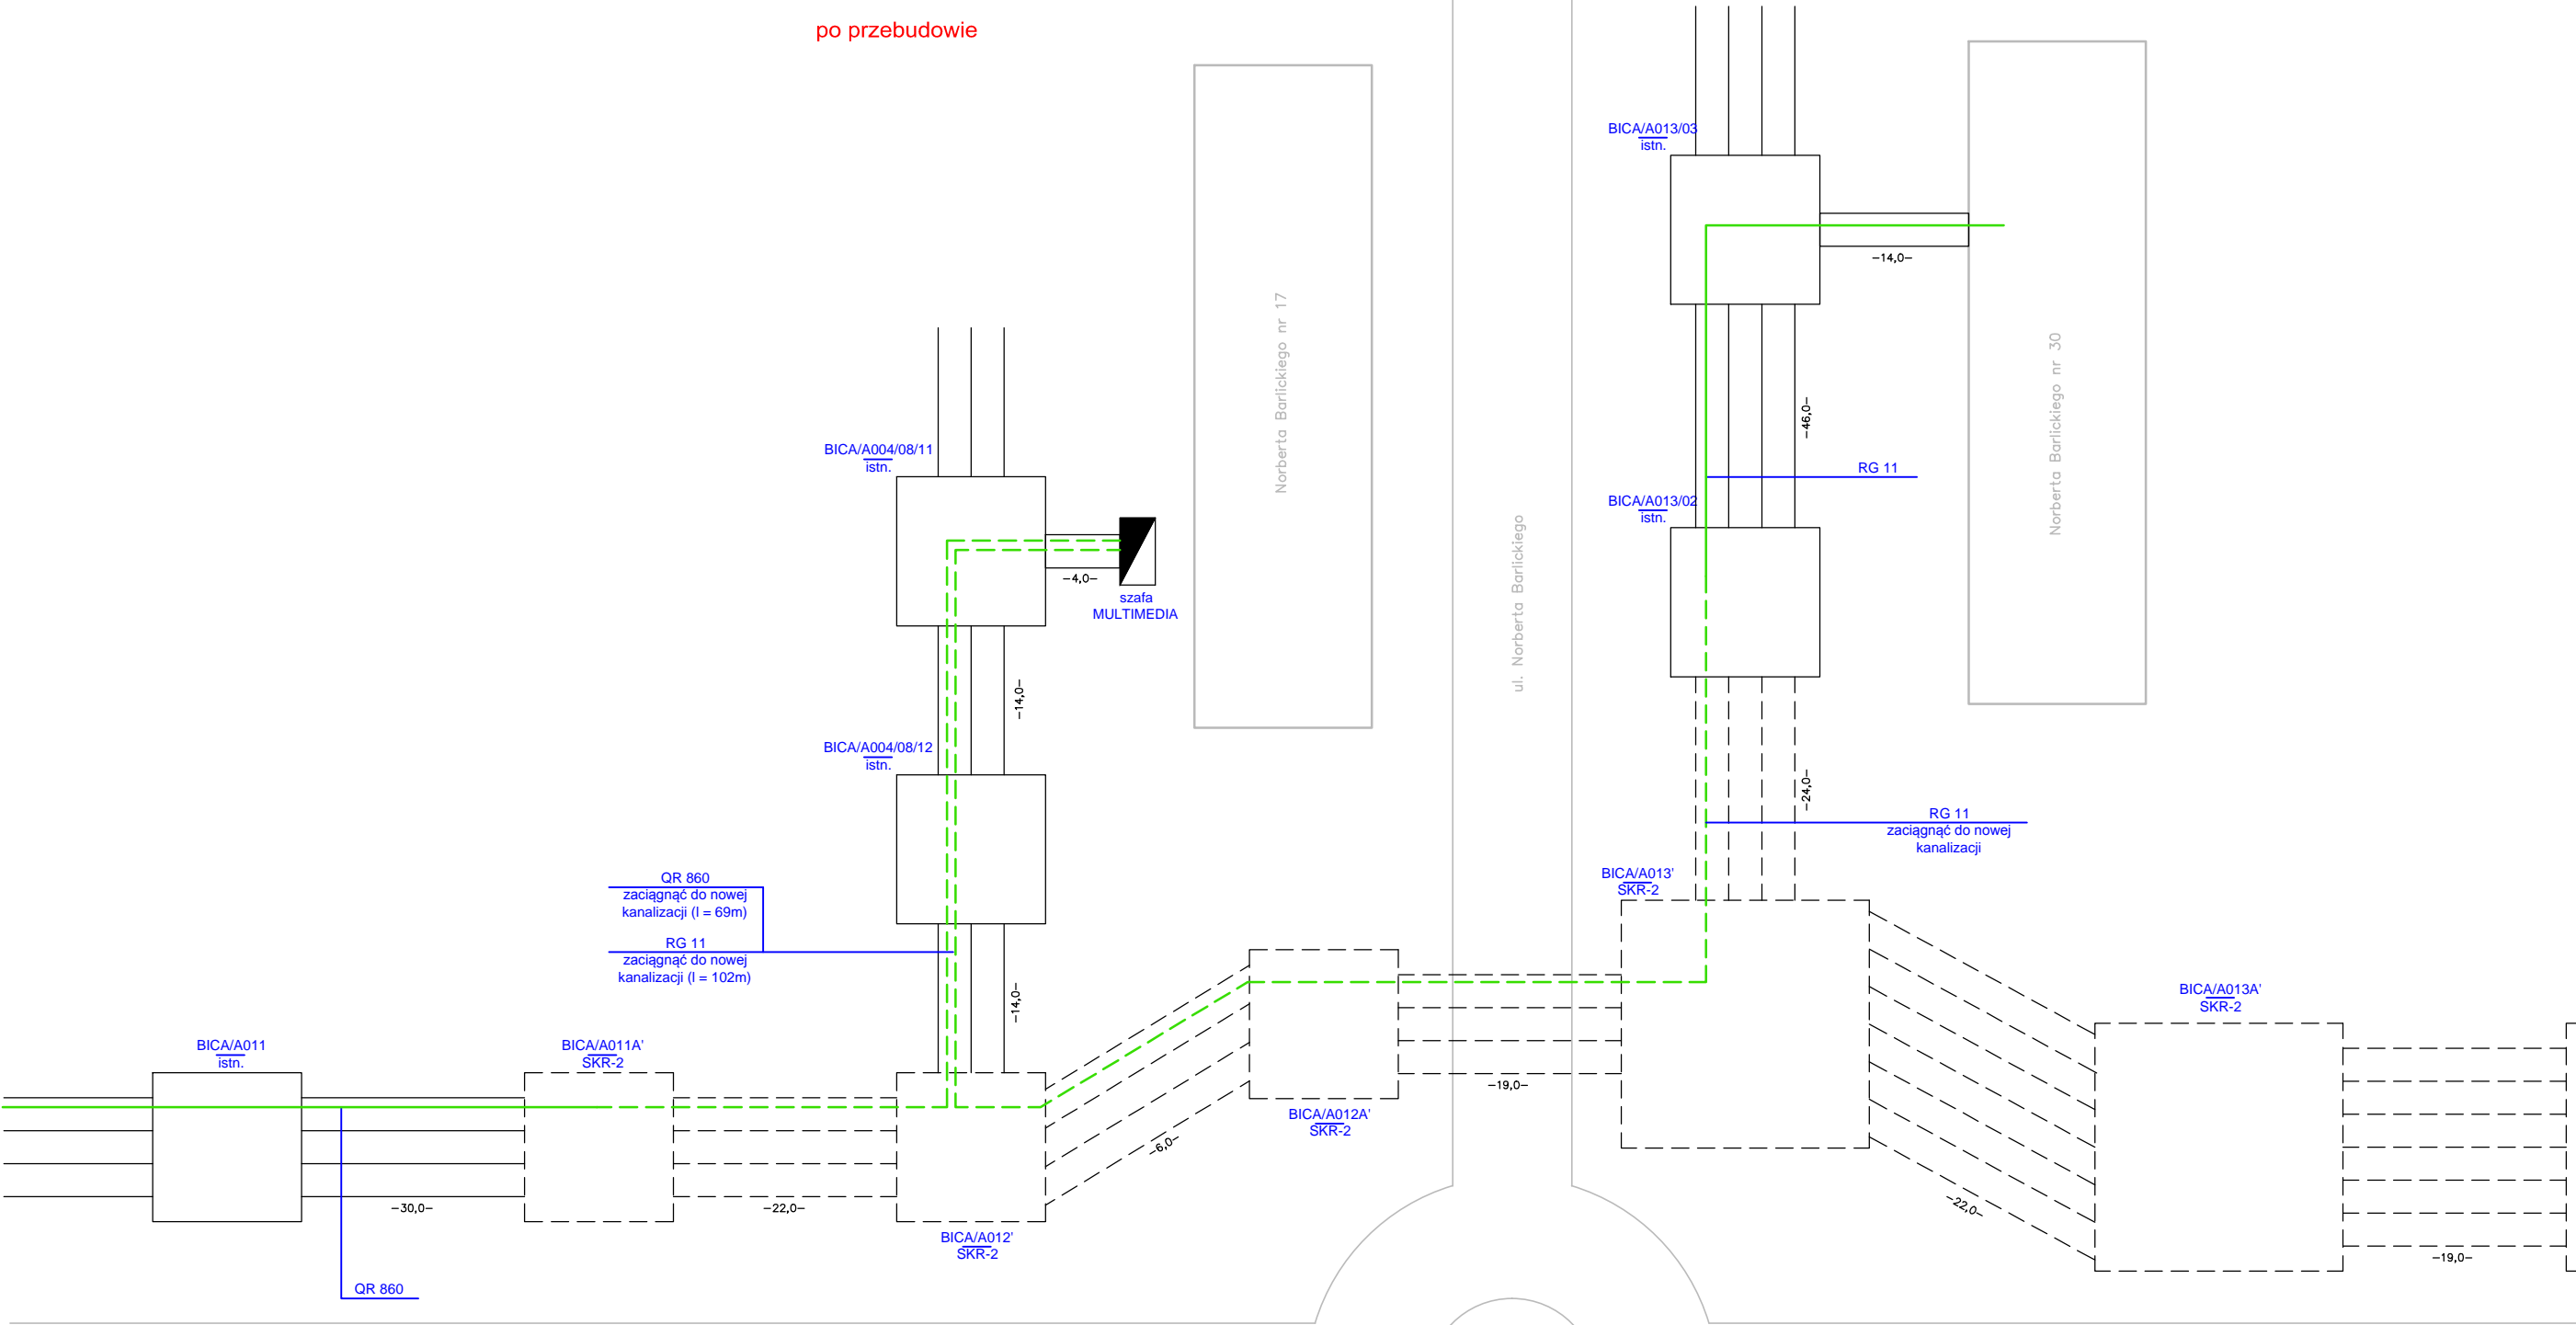 po przebudowie
BICA/A013/03
istn.
-14,0-
Norberta Barlickiego nr 17
Norberta Barlickiego nr 30
-46,0-
BICA/A004/08/11
istn.
RG 11
BICA/A013/02
istn.
ul. Norberta Barlickiego
-4,0-
szafa
MULTIMEDIA
-14,0-
BICA/A004/08/12
istn.
-24,0-
RG 11
zaciągnąć do nowej
kanalizacji
QR 860
zaciągnąć do nowej
kanalizacji (l = 69m)
RG 11
zaciągnąć do nowej
kanalizacji (l = 102m)
BICA/A013'
SKR-2
-14,0-
BICA/A013A'
SKR-2
BICA/A011
istn.
BICA/A011A'
SKR-2
-19,0-
BICA/A012A'
SKR-2
-6,0-
-30,0-
-22,0-
-22,0-
BICA/A012'
SKR-2
-19,0-
QR 860